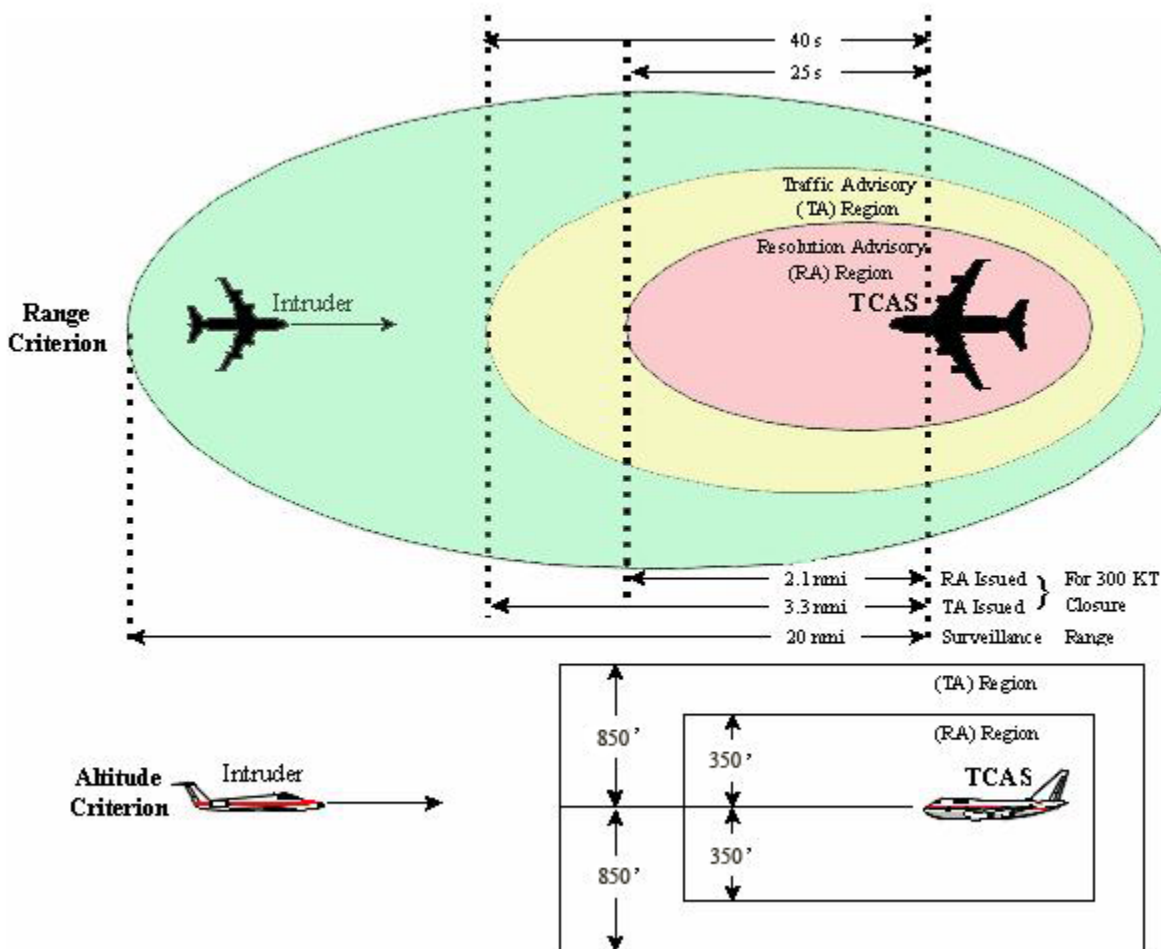 40 s
25 s
Traffic Advisory
(TA) Region
Resolution Advisory
(RA) Region
Intruder
TCAS
Range
Criterion
2.1 nmi RA Issued } For 300 KT
3.3 nmi TA Issued Closure
20 nmi Surveillance Range
(TA) Region
850’
(RA) Region
350’
Altitude
Criterion
Intruder
TCAS
350’
850’